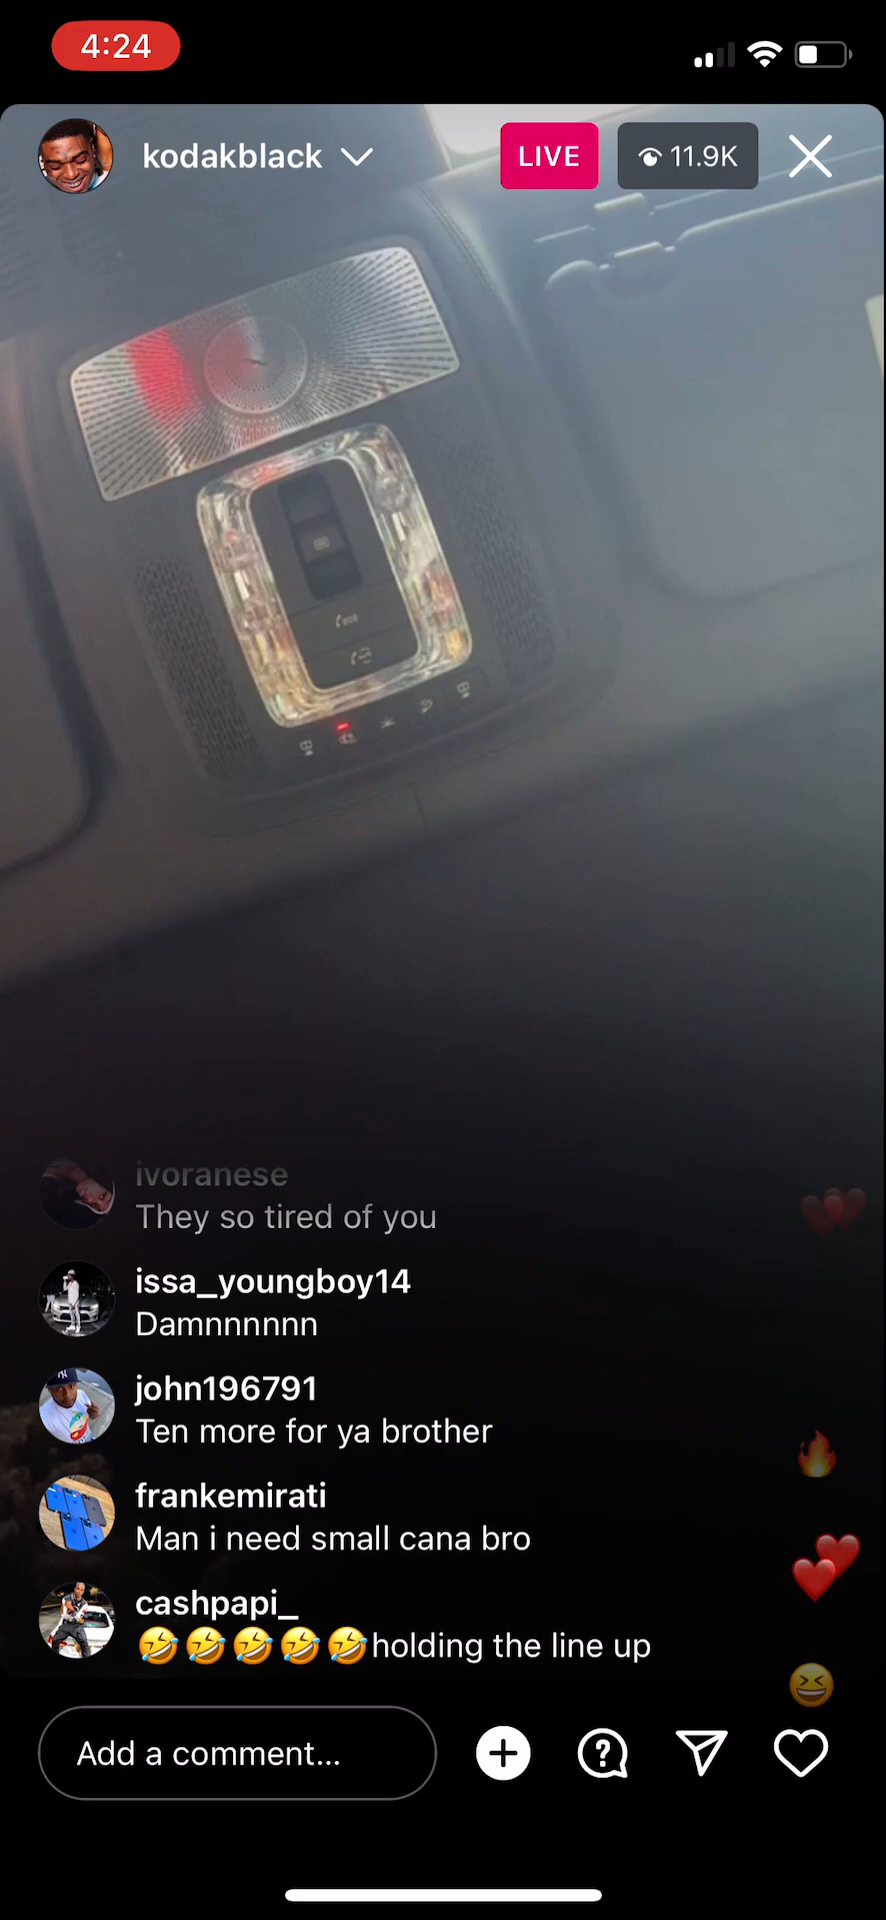 4:24
kodakblack
LIVE
11.9K
ivoranese
They so tired of you
issa_youngboy14
Damnnnnnn
john196791
Ten more for ya brother
frankemirati
Man i need small cana bro
cashpapi_
🤣🤣🤣🤣🤣holding the line up
Add a comment...